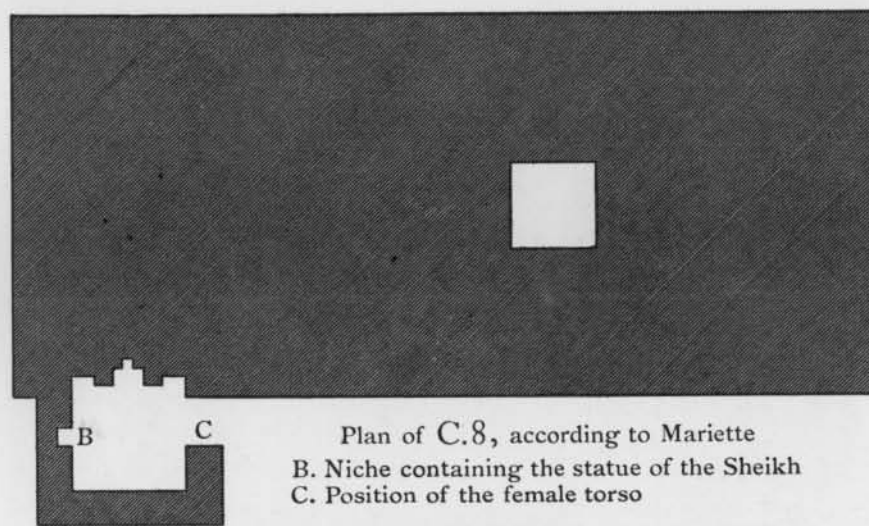 B
C
Plan of C.8, according to Mariette
B. Niche containing the statue of the Sheikh
C. Position of the female torso